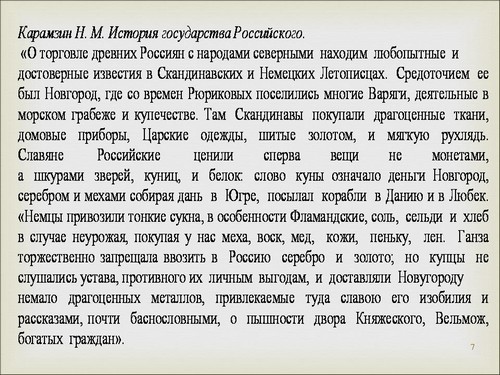 Карамзин Н. М. История государства Российского.
«О торговле древних Россиян с народами северными находим любопытные и
достоверные известия в Скандинавских и Немецких Летописцах. Средоточием ее
был Новгород, где со времен Рюриковых поселились многие Варяги, деятельные в
морском грабеже и купечестве. Там Скандинавы покупали драгоценные ткани,
домовые приборы, Царские одежды, шитые золотом, и мягкую рухлядь.
Славяне Российские ценили сперва вещи не монетами,
а шкурами зверей, куниц, и белок: слово куны означало деньги Новгород,
серебром и мехами собирая дань в Югре, посылал корабли в Данию и в Любек.
«Немцы привозили тонкие сукна, в особенности Фламандские, соль, сельди и хлеб
в случае неурожая, покупая у нас меха, воск, мед, кожи, пеньку, лен. Ганза
торжественно запрещала ввозить в Россию серебро и золото; но купцы не
слушались устава, противного их личным выгодам, и доставляли Новугороду
немало драгоценных металлов, привлекаемые туда славою его изобилия и
рассказами, почти баснословными, о пышности двора Княжеского, Вельмож,
богатых граждан».
7